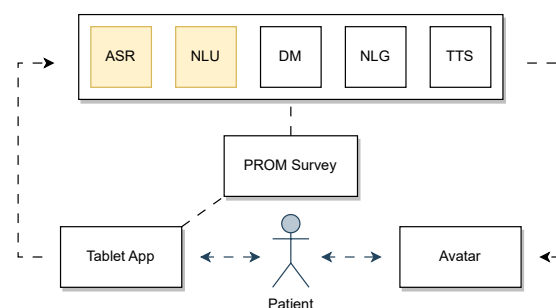 ASR NLU DM NLG TTS
PROM Survey
Tablet App
Avatar
Patient